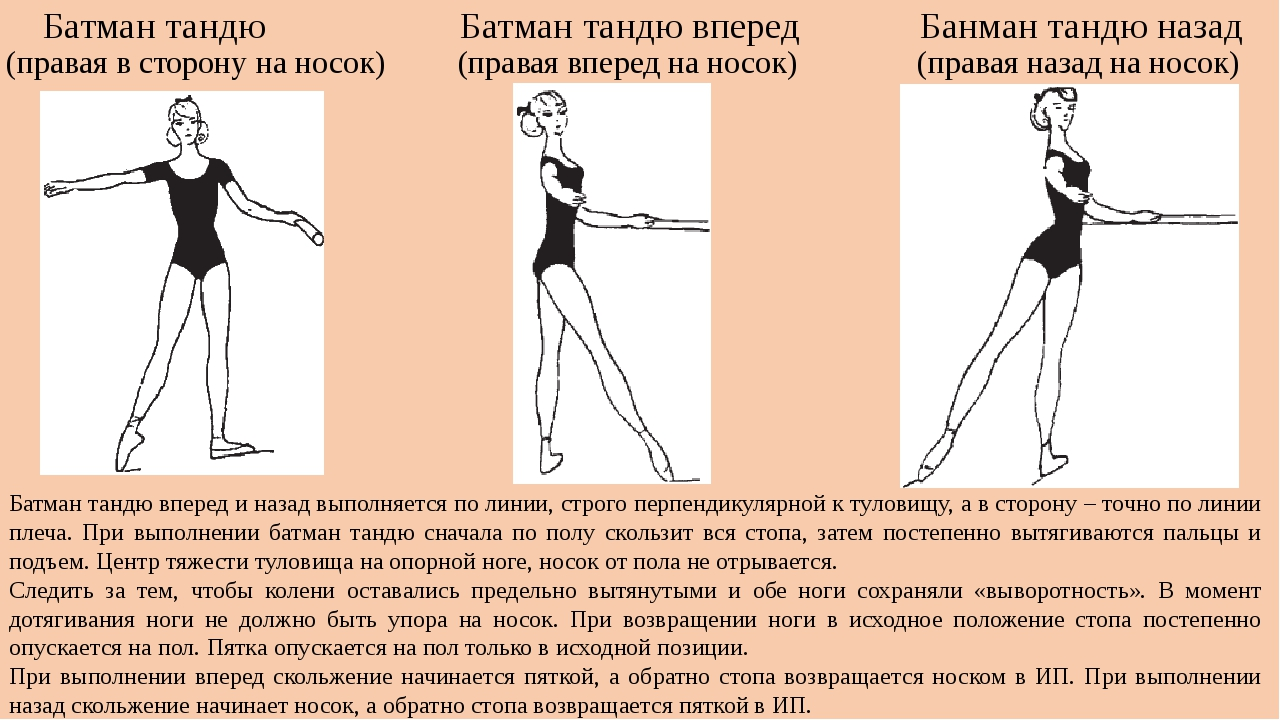 Батман тандю
(правая в сторону на носок)
Батман тандю вперед
(правая вперед на носок)
Банман тандю назад
(правая назад на носок)
Батман тандю вперед и назад выполняется по линии, строго перпендикулярной к туловищу, а в сторону – точно по линии
плеча. При выполнении батман тандю сначала по полу скользит вся стопа, затем постепенно вытягиваются пальцы и
подъем. Центр тяжести туловища на опорной ноге, носок от пола не отрывается.
Следить за тем, чтобы колени оставались предельно вытянутыми и обе ноги сохраняли «выворотность». В момент
дотягивания ноги не должно быть упора на носок. При возвращении ноги в исходное положение стопа постепенно
опускается на пол. Пятка опускается на пол только в исходной позиции.
При выполнении вперед скольжение начинается пяткой, а обратно стопа возвращается носком в ИП. При выполнении
назад скольжение начинает носок, а обратно стопа возвращается пяткой в ИП.